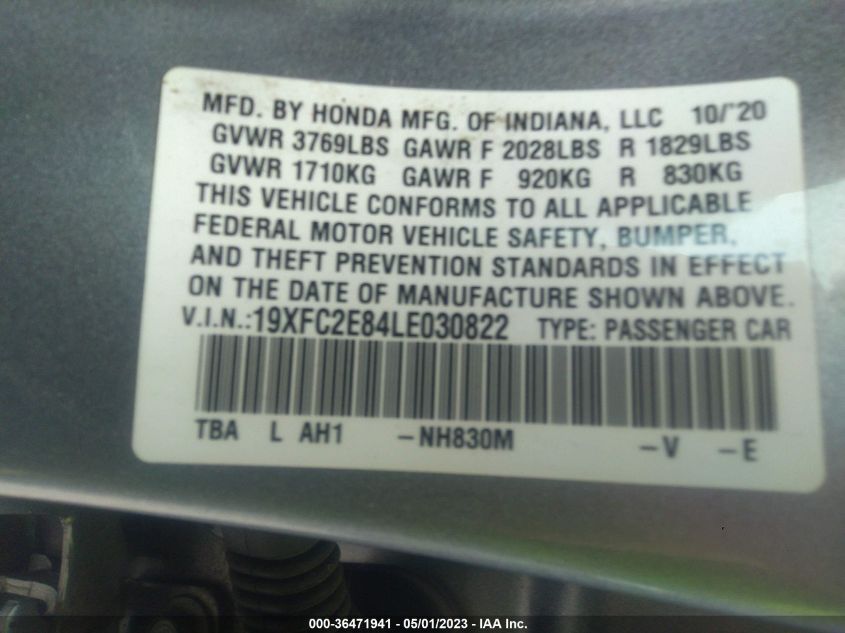 MFD. BY HONDA MFG. OF INDIANA, LLC 10/'20
GVWR 3769LBS GAWR F 2028LBS R 1829LBS
GVWR 1710KG GAWR F 920KG R 830KG
THIS VEHICLE CONFORMS TO ALL APPLICABLE
FEDERAL MOTOR VEHICLE SAFETY, BUMPER,
AND THEFT PREVENTION STANDARDS IN EFFECT
ON THE DATE OF MANUFACTURE SHOWN ABOVE.
V.I.N.:19XFC2E84LE030822 TYPE: PASSENGER CAR
TBA L AH1 -NH830M -V -E
000-36471941 - 05/01/2023 - IAA Inc.